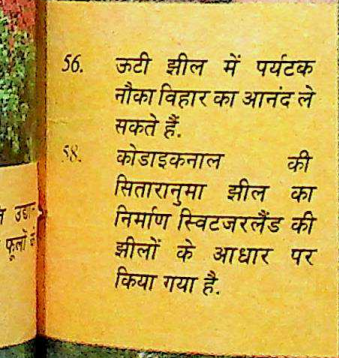 56. ऊटी झील में पर्यटक
नौका विहार का आनंद ले
सकते हैं.
58. कोडाइकनाल की
सितारानुमा झील का
निर्माण स्विटजरलैंड की
झीलों के आधार पर
किया गया है.
फूलों